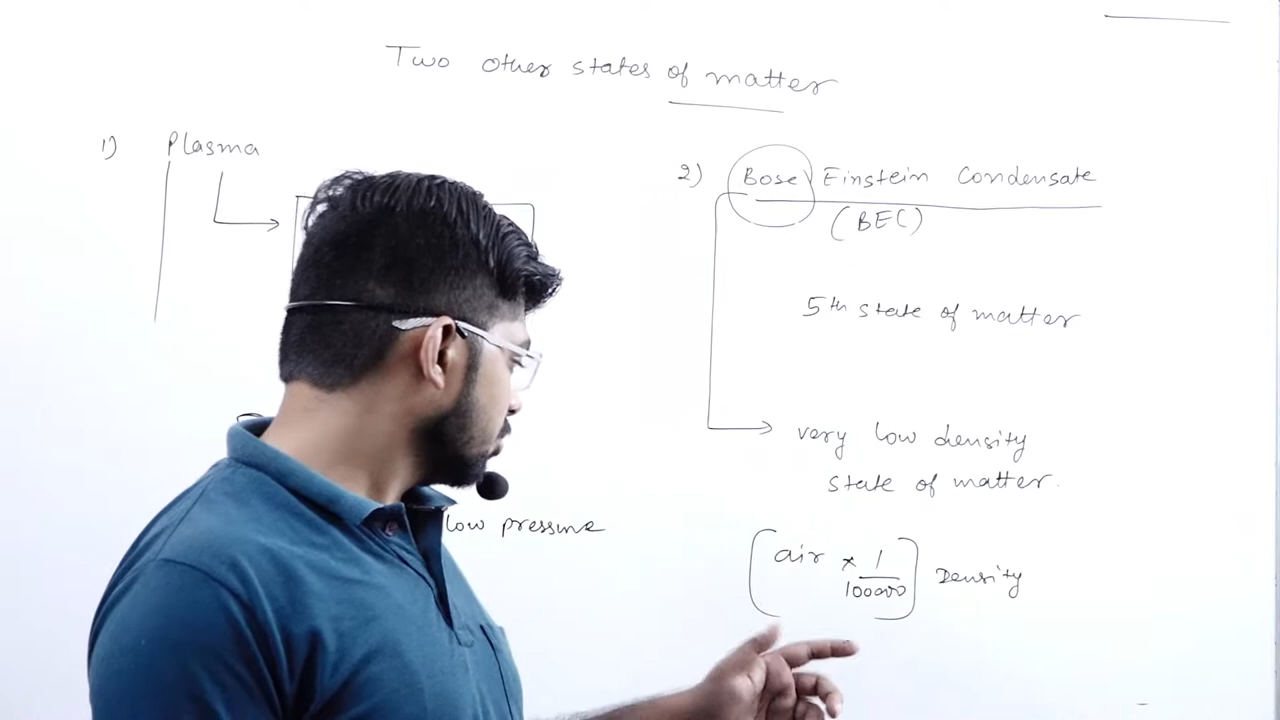 Two other states of matter
1) Plasma
low pressure
2) Bose Einstein Condensate
(BEC)
5th state of matter
very low density
state of matter.
[air × 1/100000] Density